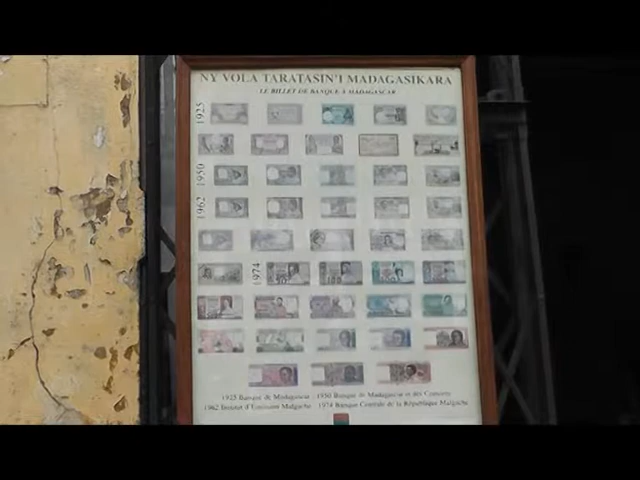 NY VOLA TARATASIN'I MADAGASIKARA
LE BILLET DE BANQUE A MADAGASCAR
1925
1950
1962
1974
1925 Banque de Madagascar 1950 Banque de Madagascar et des Comores
1962 Institut d'Emission Malgache 1974 Banque Centrale de la République Malgache